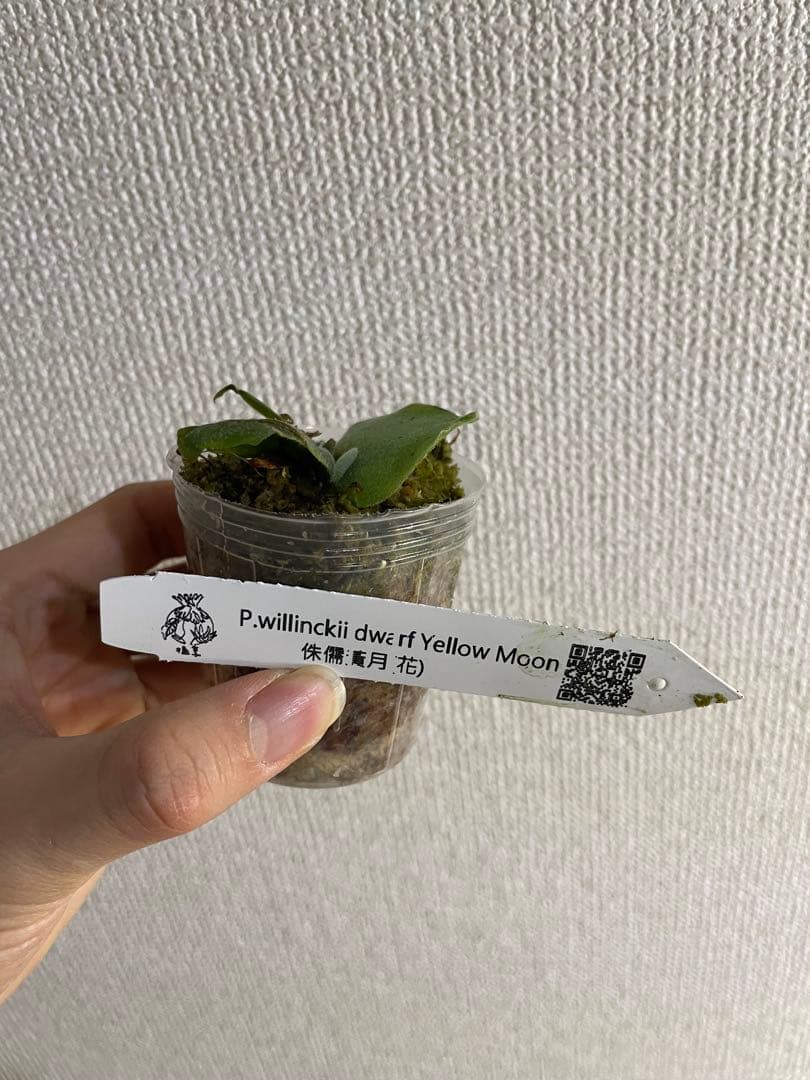 P.willinckii dwarf Yellow Moon
侏儒(黃月 花)